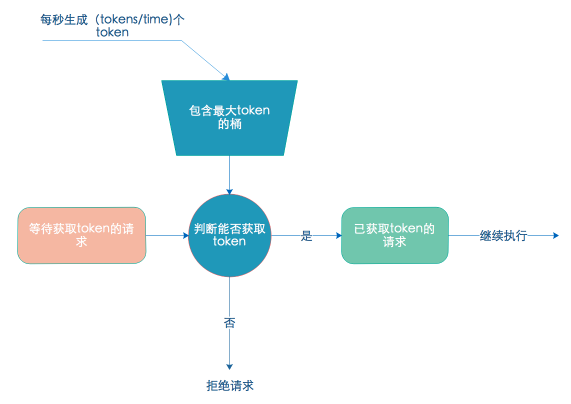 每秒生成（tokens/time)个
token
包含最大token
的桶
等待获取token的请
求
判断能否获取
token
是
已获取token的
请求
继续执行
否
拒绝请求